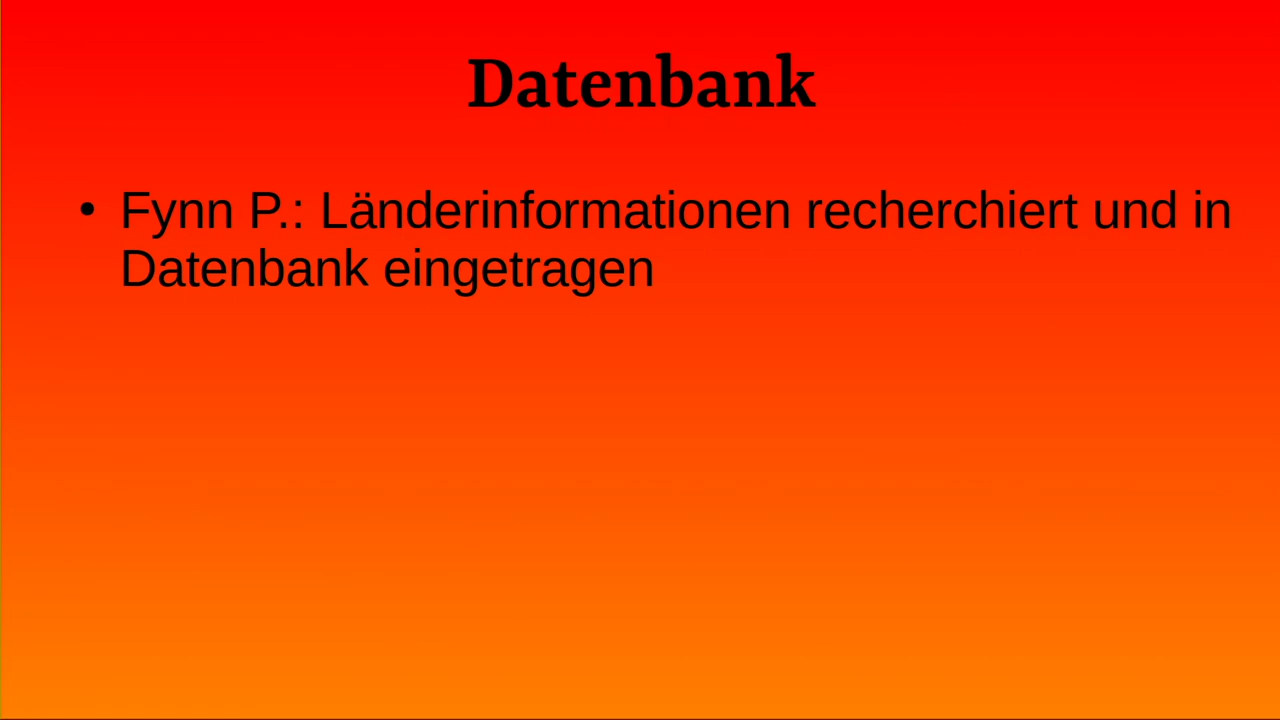 Datenbank
• Fynn P.: Länderinformationen recherchiert und in
Datenbank eingetragen